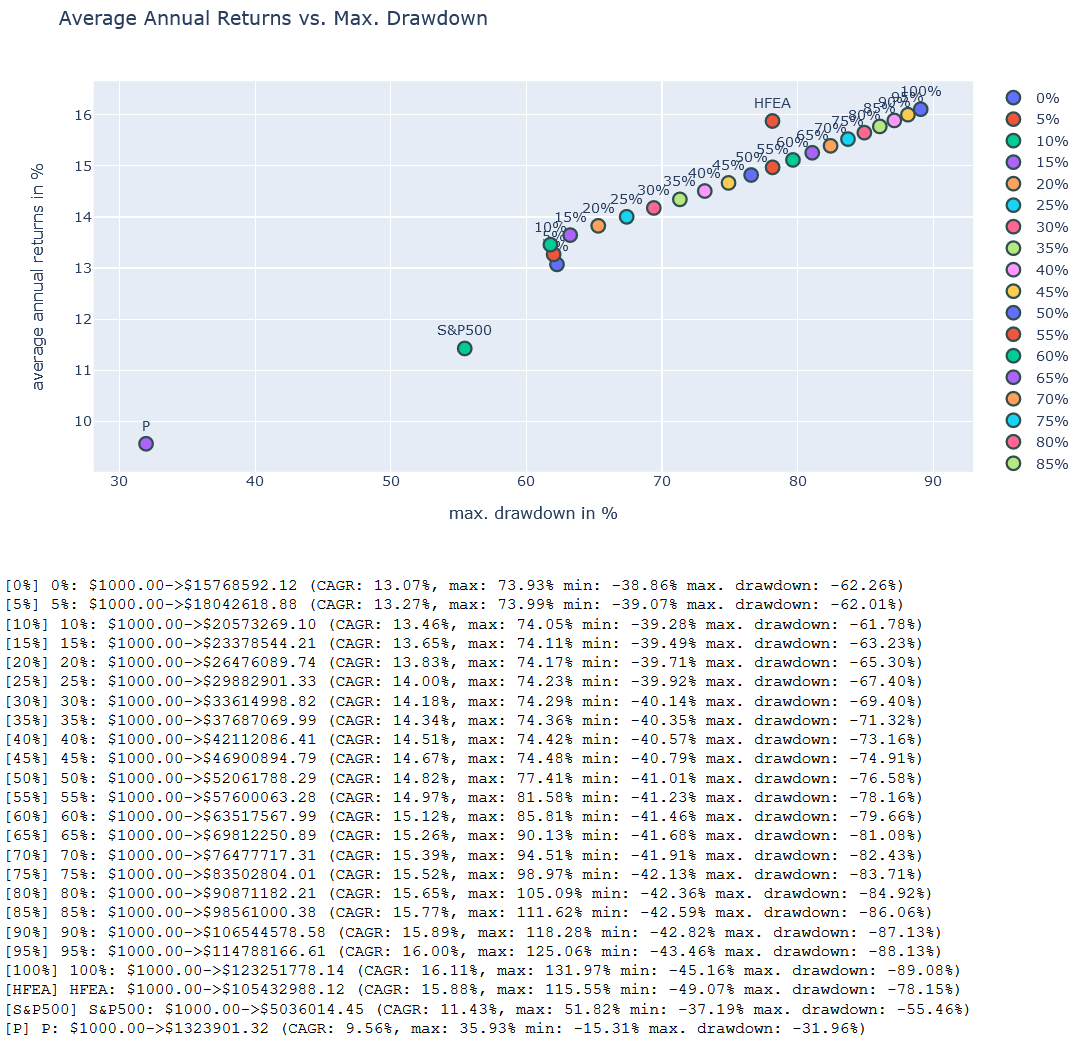 Average Annual Returns vs. Max. Drawdown
average annual returns in %
16
15
14
13
12
11
10
30
40
50
60
70
80
90
max. drawdown in %
P
S&P500
HFEA
5%
10%
15%
20%
25%
30%
35%
40%
45%
50%
55%
60%
65%
70%
75%
80%
85%
90%
95%
100%
0%
5%
10%
15%
20%
25%
30%
35%
40%
45%
50%
55%
60%
65%
70%
75%
80%
85%
[0%] 0%: $1000.00->$15768592.12 (CAGR: 13.07%, max: 73.93% min: -38.86% max. drawdown: -62.26%)
[5%] 5%: $1000.00->$18042618.88 (CAGR: 13.27%, max: 73.99% min: -39.07% max. drawdown: -62.01%)
[10%] 10%: $1000.00->$20573269.10 (CAGR: 13.46%, max: 74.05% min: -39.28% max. drawdown: -61.78%)
[15%] 15%: $1000.00->$23378544.21 (CAGR: 13.65%, max: 74.11% min: -39.49% max. drawdown: -63.23%)
[20%] 20%: $1000.00->$26476089.74 (CAGR: 13.83%, max: 74.17% min: -39.71% max. drawdown: -65.30%)
[25%] 25%: $1000.00->$29882901.33 (CAGR: 14.00%, max: 74.23% min: -39.92% max. drawdown: -67.40%)
[30%] 30%: $1000.00->$33614998.82 (CAGR: 14.18%, max: 74.29% min: -40.14% max. drawdown: -69.40%)
[35%] 35%: $1000.00->$37687069.99 (CAGR: 14.34%, max: 74.36% min: -40.35% max. drawdown: -71.32%)
[40%] 40%: $1000.00->$42112086.41 (CAGR: 14.51%, max: 74.42% min: -40.57% max. drawdown: -73.16%)
[45%] 45%: $1000.00->$46900894.79 (CAGR: 14.67%, max: 74.48% min: -40.79% max. drawdown: -74.91%)
[50%] 50%: $1000.00->$52061788.29 (CAGR: 14.82%, max: 77.41% min: -41.01% max. drawdown: -76.58%)
[55%] 55%: $1000.00->$57600063.28 (CAGR: 14.97%, max: 81.58% min: -41.23% max. drawdown: -78.16%)
[60%] 60%: $1000.00->$63517567.99 (CAGR: 15.12%, max: 85.81% min: -41.46% max. drawdown: -79.66%)
[65%] 65%: $1000.00->$69812250.89 (CAGR: 15.26%, max: 90.13% min: -41.68% max. drawdown: -81.08%)
[70%] 70%: $1000.00->$76477717.31 (CAGR: 15.39%, max: 94.51% min: -41.91% max. drawdown: -82.43%)
[75%] 75%: $1000.00->$83502804.01 (CAGR: 15.52%, max: 98.97% min: -42.13% max. drawdown: -83.71%)
[80%] 80%: $1000.00->$90871182.21 (CAGR: 15.65%, max: 105.09% min: -42.36% max. drawdown: -84.92%)
[85%] 85%: $1000.00->$98561000.38 (CAGR: 15.77%, max: 111.62% min: -42.59% max. drawdown: -86.06%)
[90%] 90%: $1000.00->$106544578.58 (CAGR: 15.89%, max: 118.28% min: -42.82% max. drawdown: -87.13%)
[95%] 95%: $1000.00->$114788166.61 (CAGR: 16.00%, max: 125.06% min: -43.46% max. drawdown: -88.13%)
[100%] 100%: $1000.00->$123251778.14 (CAGR: 16.11%, max: 131.97% min: -45.16% max. drawdown: -89.08%)
[HFEA] HFEA: $1000.00->$105432988.12 (CAGR: 15.88%, max: 115.55% min: -49.07% max. drawdown: -78.15%)
[S&P500] S&P500: $1000.00->$5036014.45 (CAGR: 11.43%, max: 51.82% min: -37.19% max. drawdown: -55.46%)
[P] P: $1000.00->$1323901.32 (CAGR: 9.56%, max: 35.93% min: -15.31% max. drawdown: -31.96%)